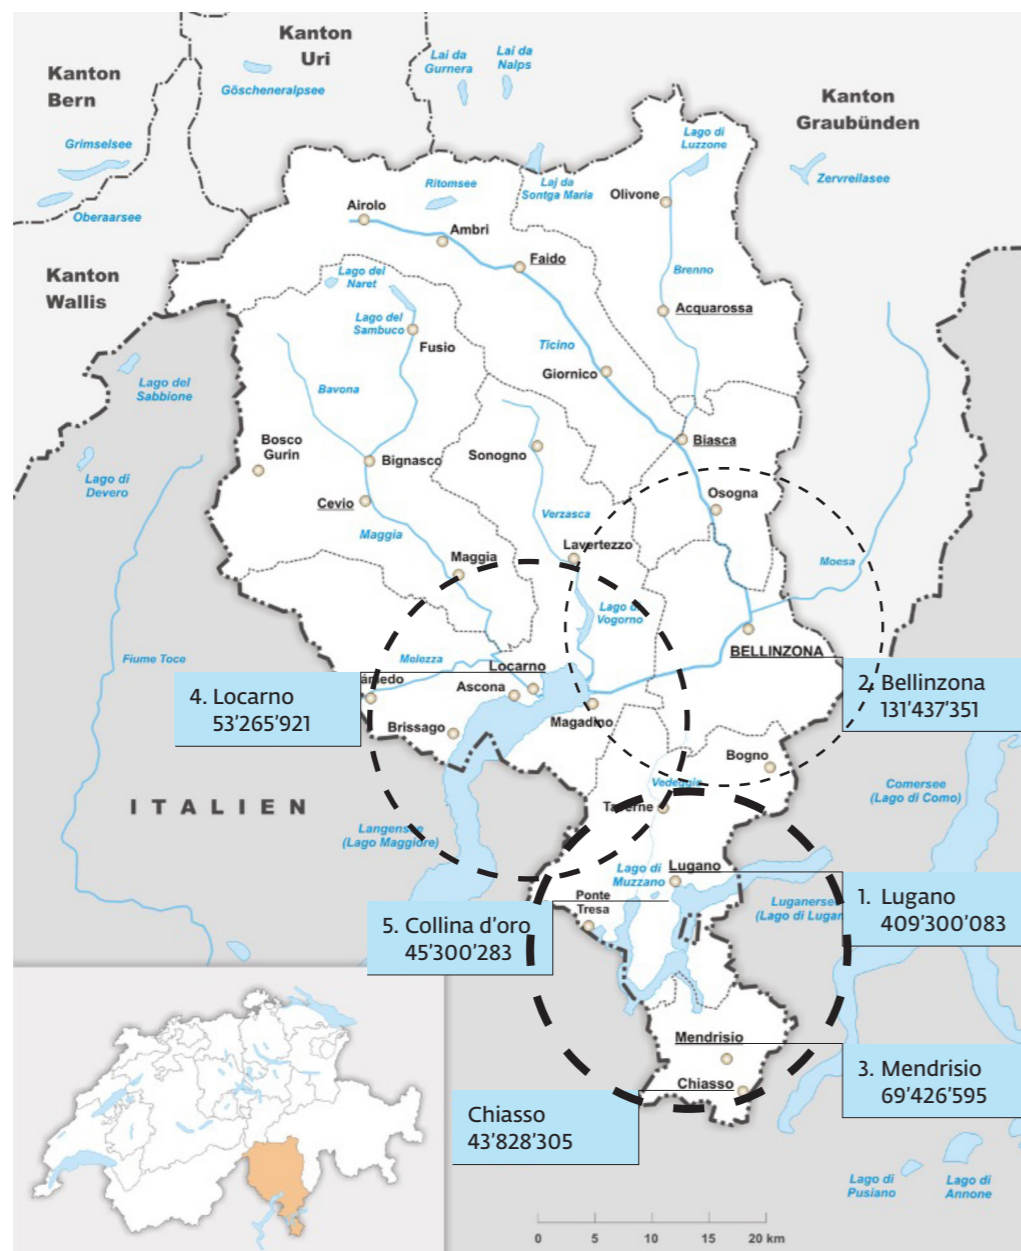 Kanton
Uri
Kanton
Bern
Göscheneralpsee
Lai da
Gurnera
Lai da
Nalps
Kanton
Graubünden
Grimselsee
Oberaarsee
Lago di
Luzzone
Zervreilasee
Ritomsee
Laj da
Sontga Maria
Olivone
Airolo
Ambri
Faido
Kanton
Wallis
Lago del
Naret
Brenno
Acquarossa
Lago del
Sambuco
Fusio
Ticino
Giornico
Lago del
Sabbione
Bavona
Bosco
Gurin
Bignasco
Sonogno
Biasca
Lago di
Devero
Cevio
Osogna
Maggia
Verzasca
Lavertezzo
Maggia
Moesa
Lago di
Vogorno
BELLINZONA
Fiume Toce
Melezza
Locarno
Ascona
Magadino
Brissago
4. Locarno
53'265'921
2. Bellinzona
131'437'351
Bogno
Vedeggio
Taverne
Comersee
(Lago di Como)
ITALIEN
Langensee
(Lago Maggiore)
Lago di
Muzzano
Lugano
Ponte
Tresa
Luganersee
(Lago di Lugan
1. Lugano
409'300'083
5. Collina d'oro
45'300'283
Mendrisio
Chiasso
3. Mendrisio
69'426'595
Chiasso
43'828'305
Lago di
Pusiano
Lago di
Annone
0 5 10 15 20 km